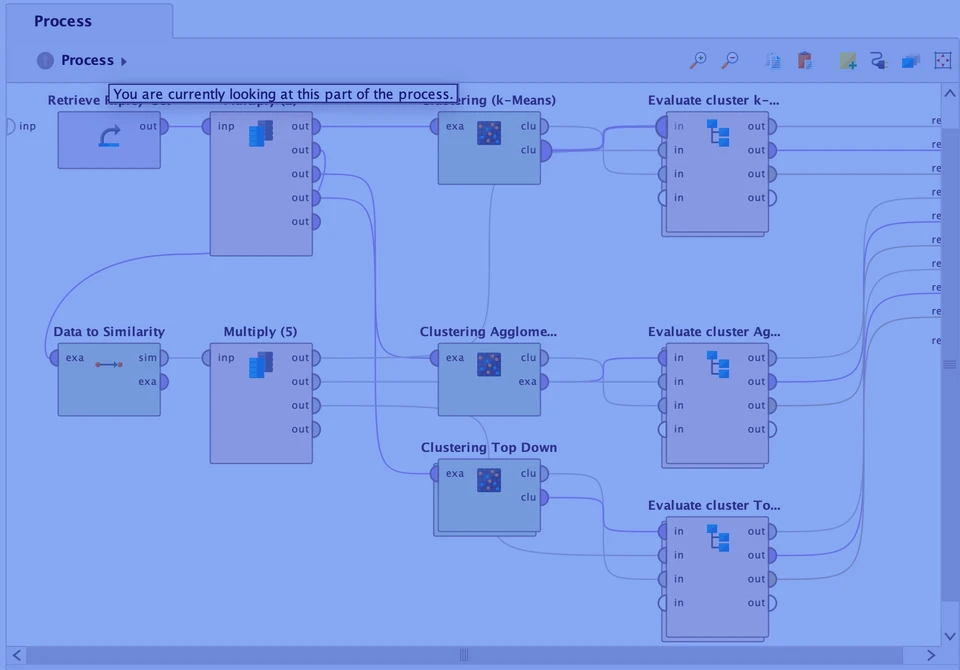 Process
Process
You are currently looking at this part of the process.
Retrieve
Clustering (k-Means)
Evaluate cluster k-...
inp
out
inp
out
exa
clu
in
out
re
out
clu
in
out
re
out
in
out
re
out
in
out
re
out
re
re
re
re
re
re
Data to Similarity
Multiply (5)
Clustering Agglome...
Evaluate cluster Ag...
exa
sim
inp
out
exa
clu
in
out
exa
out
exa
in
out
out
in
out
out
in
out
Clustering Top Down
exa
clu
clu
Evaluate cluster To...
in
out
in
out
in
out
in
out